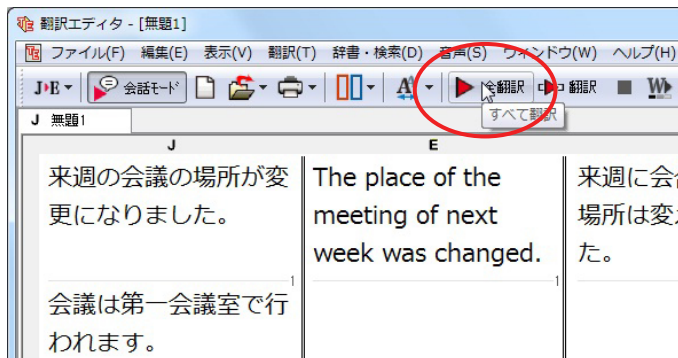 翻訳エディタ - [無題1]
ファイル(F) 編集(E) 表示(V) 翻訳(T) 辞書・検索(D) 音声(S) ウィンドウ(W) ヘルプ(H)
J▸E 会話モード 全翻訳 翻訳
すべて翻訳
J 無題1
J E
来週の会議の場所が変
更になりました。
1
The place of the
meeting of next
week was changed.
1
来週に会
場所は変
た。
会議は第一会議室で行
われます。